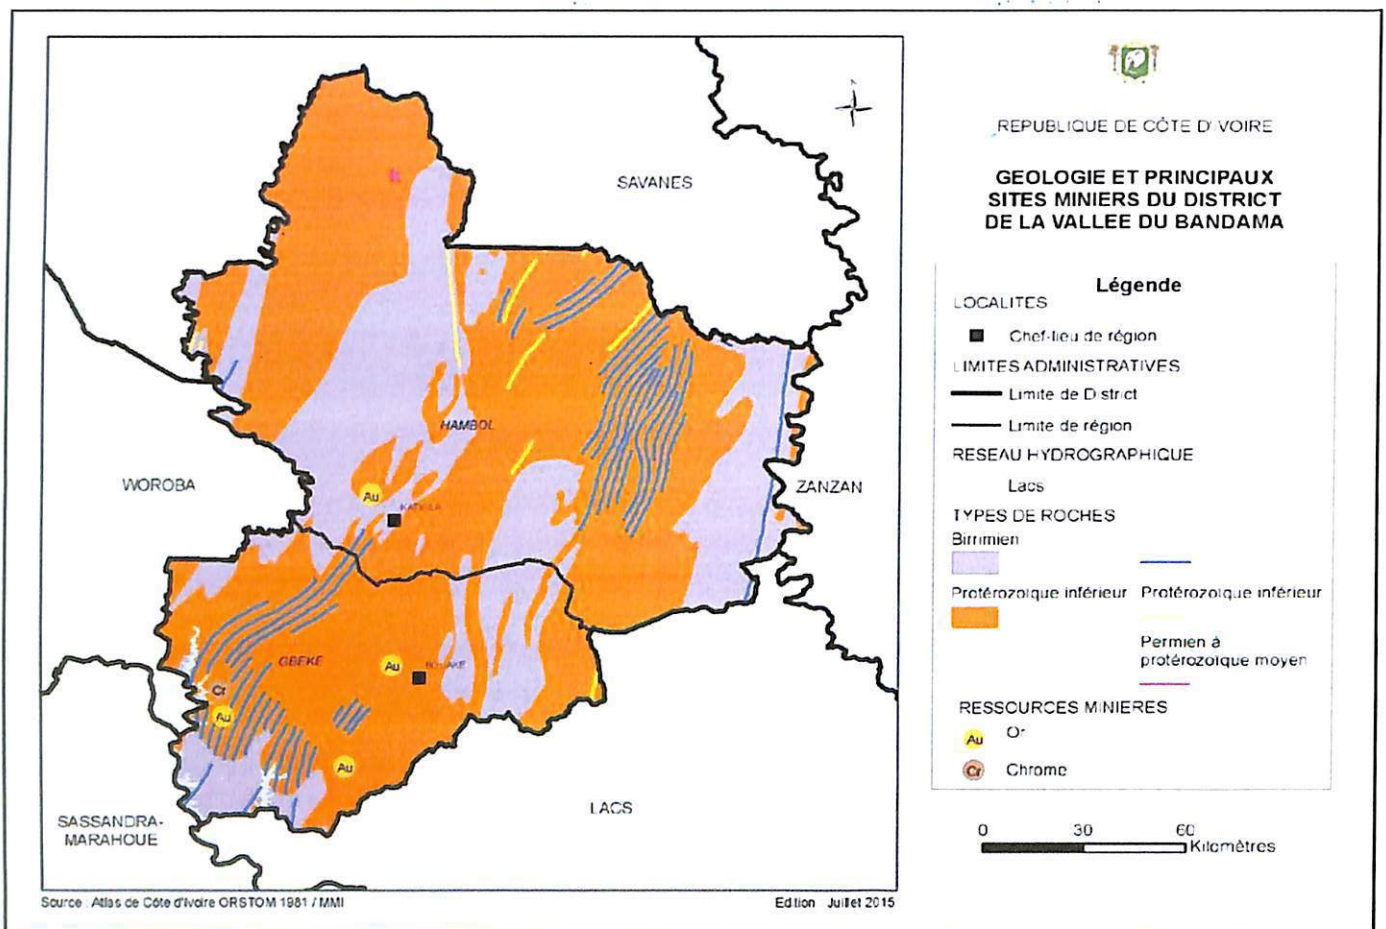 SAVANES
HAMBOL
WOROBA
ZANZAN
Au
KATIOLA
GBEKE
Au
BOUAKE
Cr
Au
Au
LACS
SASSANDRA-
MARAHOUE
Source : Atlas de Côte d'Ivoire ORSTOM 1981 / MMI
Edition Juillet 2015
REPUBLIQUE DE CÔTE D'IVOIRE
GEOLOGIE ET PRINCIPAUX
SITES MINIERS DU DISTRICT
DE LA VALLEE DU BANDAMA
Légende
LOCALITES
Chef-lieu de région
LIMITES ADMINISTRATIVES
Limite de District
Limite de région
RESEAU HYDROGRAPHIQUE
Lacs
TYPES DE ROCHES
Birrimien
Protérozoïque inférieur Protérozoïque inférieur
Permien à
protérozoïque moyen
RESSOURCES MINIERES
Au Or
Cr Chrome
0 30 60
Kilomètres